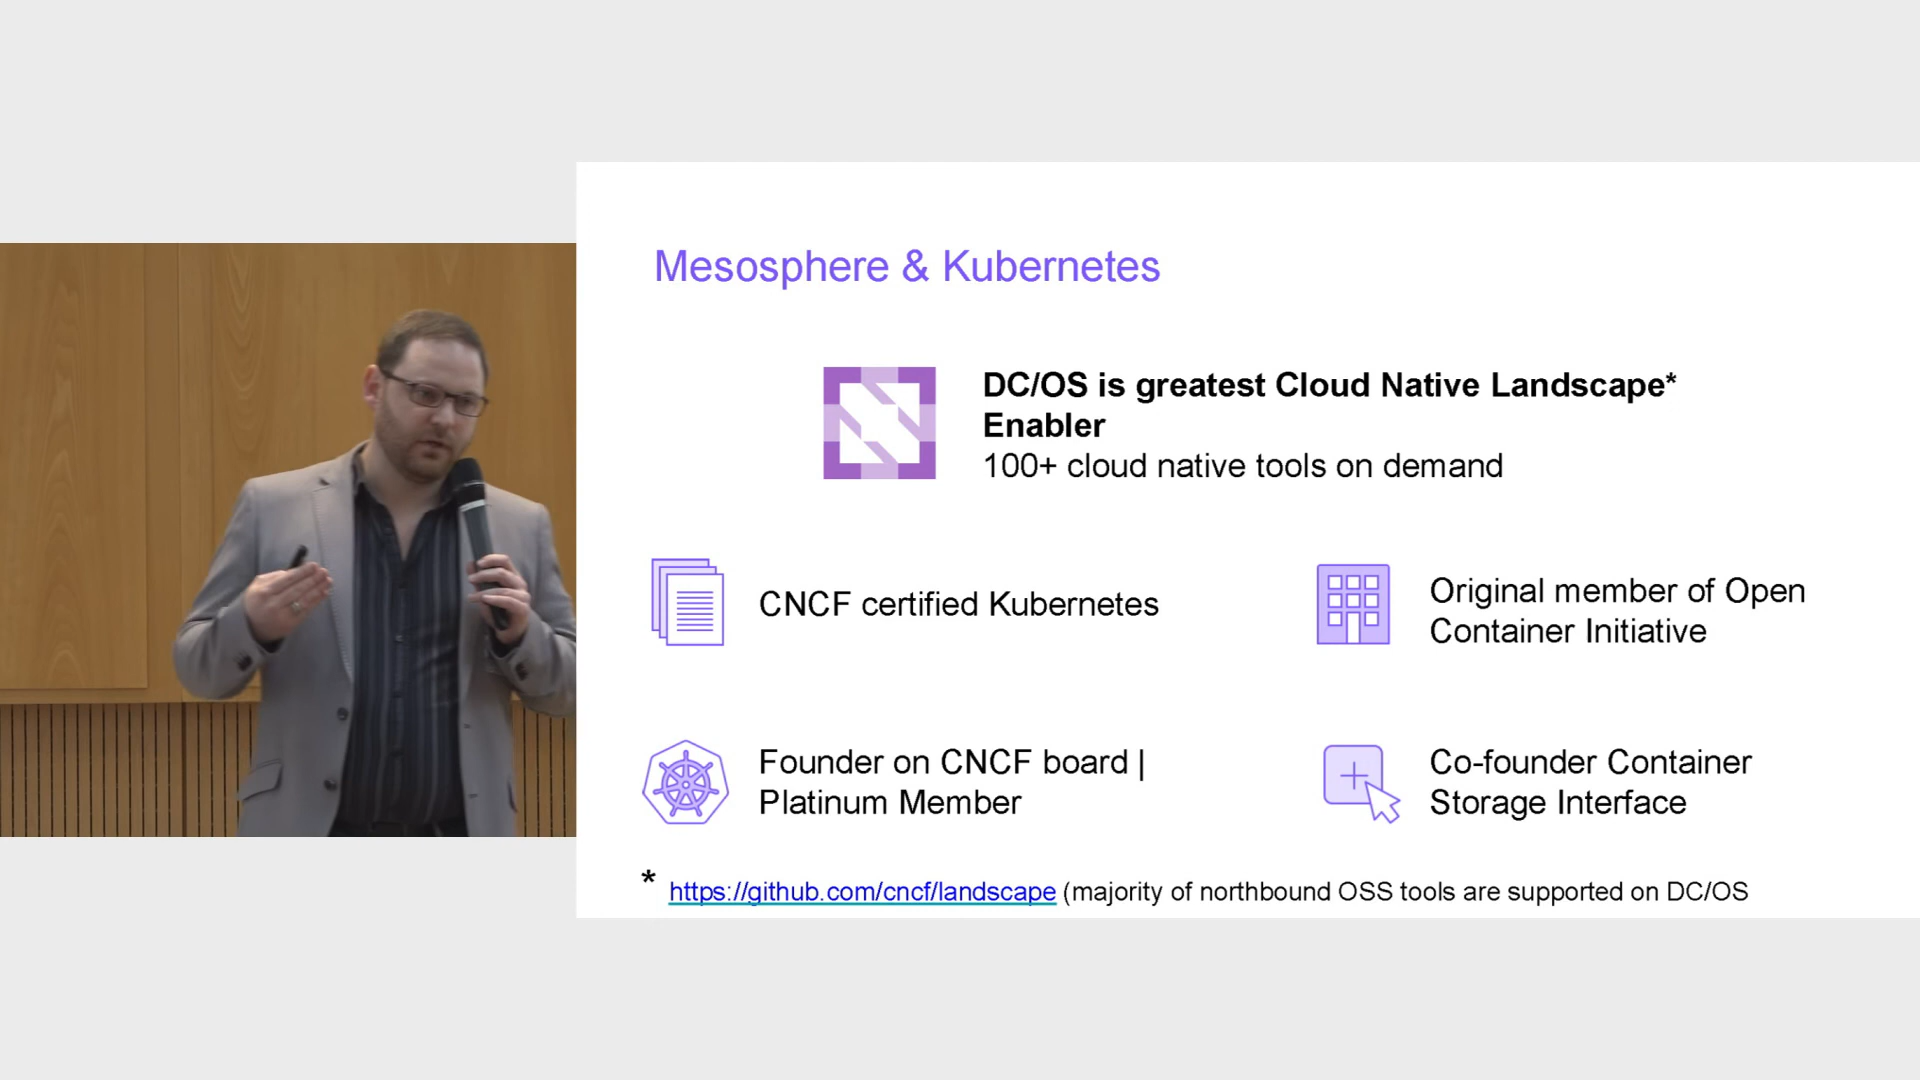 Mesosphere & Kubernetes
DC/OS is greatest Cloud Native Landscape*
Enabler
100+ cloud native tools on demand
CNCF certified Kubernetes
Original member of Open
Container Initiative
Founder on CNCF board |
Platinum Member
Co-founder Container
Storage Interface
* https://github.com/cncf/landscape (majority of northbound OSS tools are supported on DC/OS